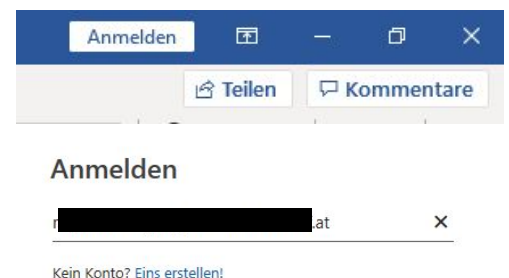 Anmelden
Teilen Kommentare
Anmelden
r .at
Kein Konto? Eins erstellen!